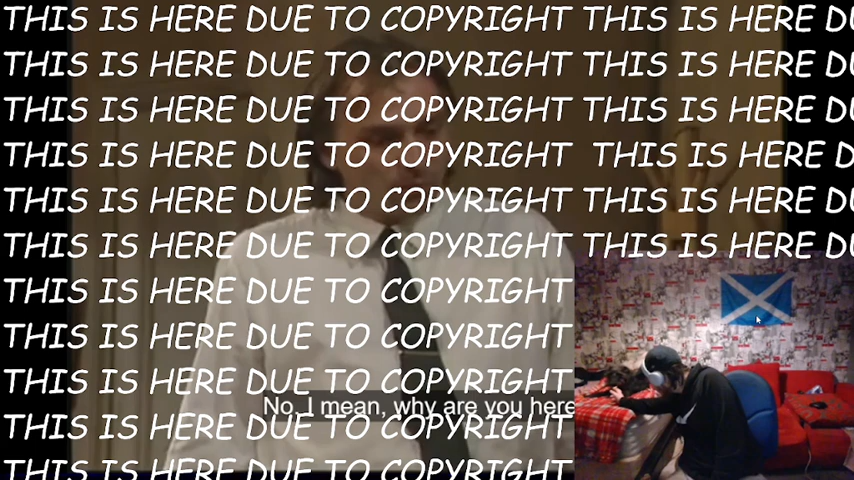 THIS IS HERE DUE TO COPYRIGHT THIS IS HERE DU
THIS IS HERE DUE TO COPYRIGHT THIS IS HERE DU
THIS IS HERE DUE TO COPYRIGHT THIS IS HERE DU
THIS IS HERE DUE TO COPYRIGHT THIS IS HERE D
THIS IS HERE DUE TO COPYRIGHT THIS IS HERE DU
THIS IS HERE DUE TO COPYRIGHT THIS IS HERE DU
THIS IS HERE DUE TO COPYRIGHT
THIS IS HERE DUE TO COPYRIGHT
THIS IS HERE DUE TO COPYRIGHT
No, I mean, why are you here
THIS IS HERE DUE TO COPYRIGHT
THIS IS HERE DUE TO COPYRIGHT